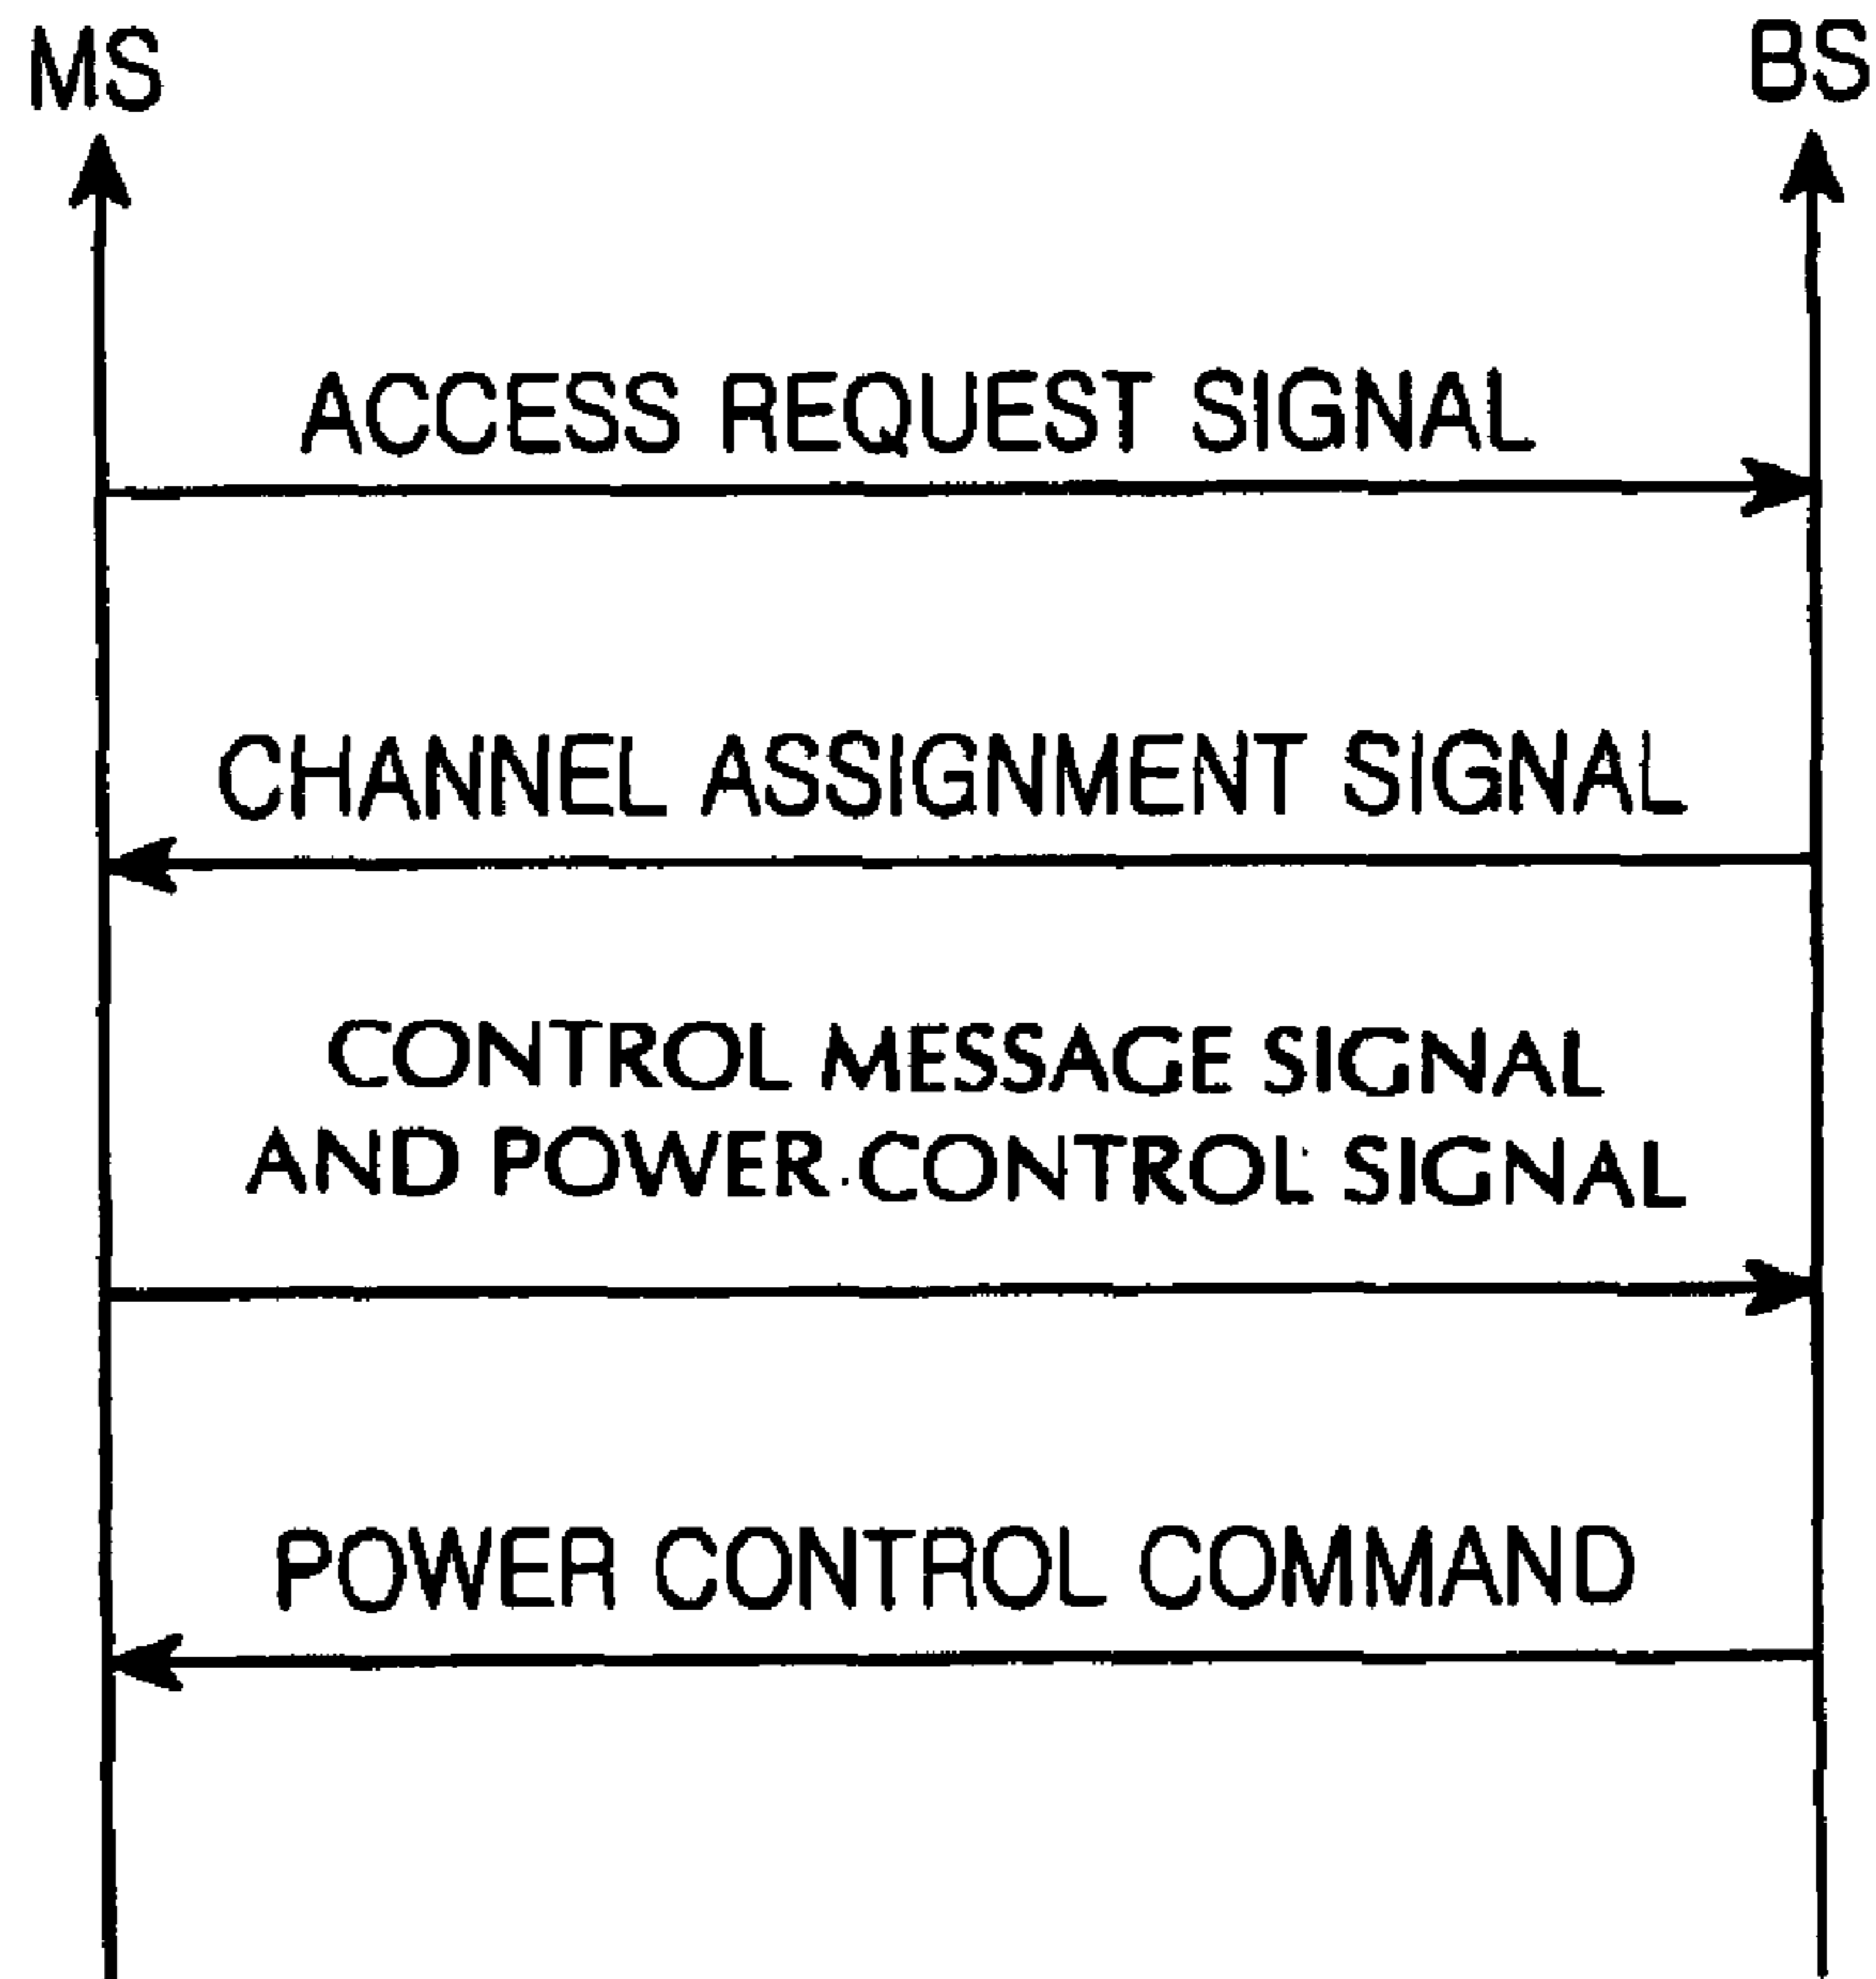 MS
BS
ACCESS REQUEST SIGNAL
CHANNEL ASSIGNMENT SIGNAL
CONTROL MESSAGE SIGNAL
AND POWER CONTROL SIGNAL
POWER CONTROL COMMAND